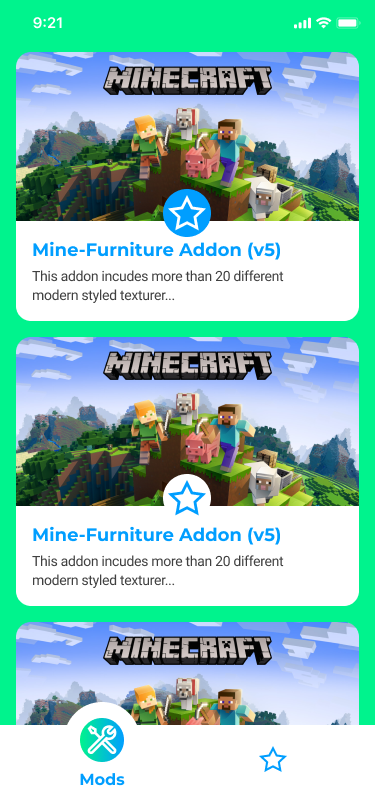 9:21
MINECRAFT
Mine-Furniture Addon (v5)
This addon incudes more than 20 different
modern styled texturer...
MINECRAFT
Mine-Furniture Addon (v5)
This addon incudes more than 20 different
modern styled texturer...
MINECRAFT
Mods